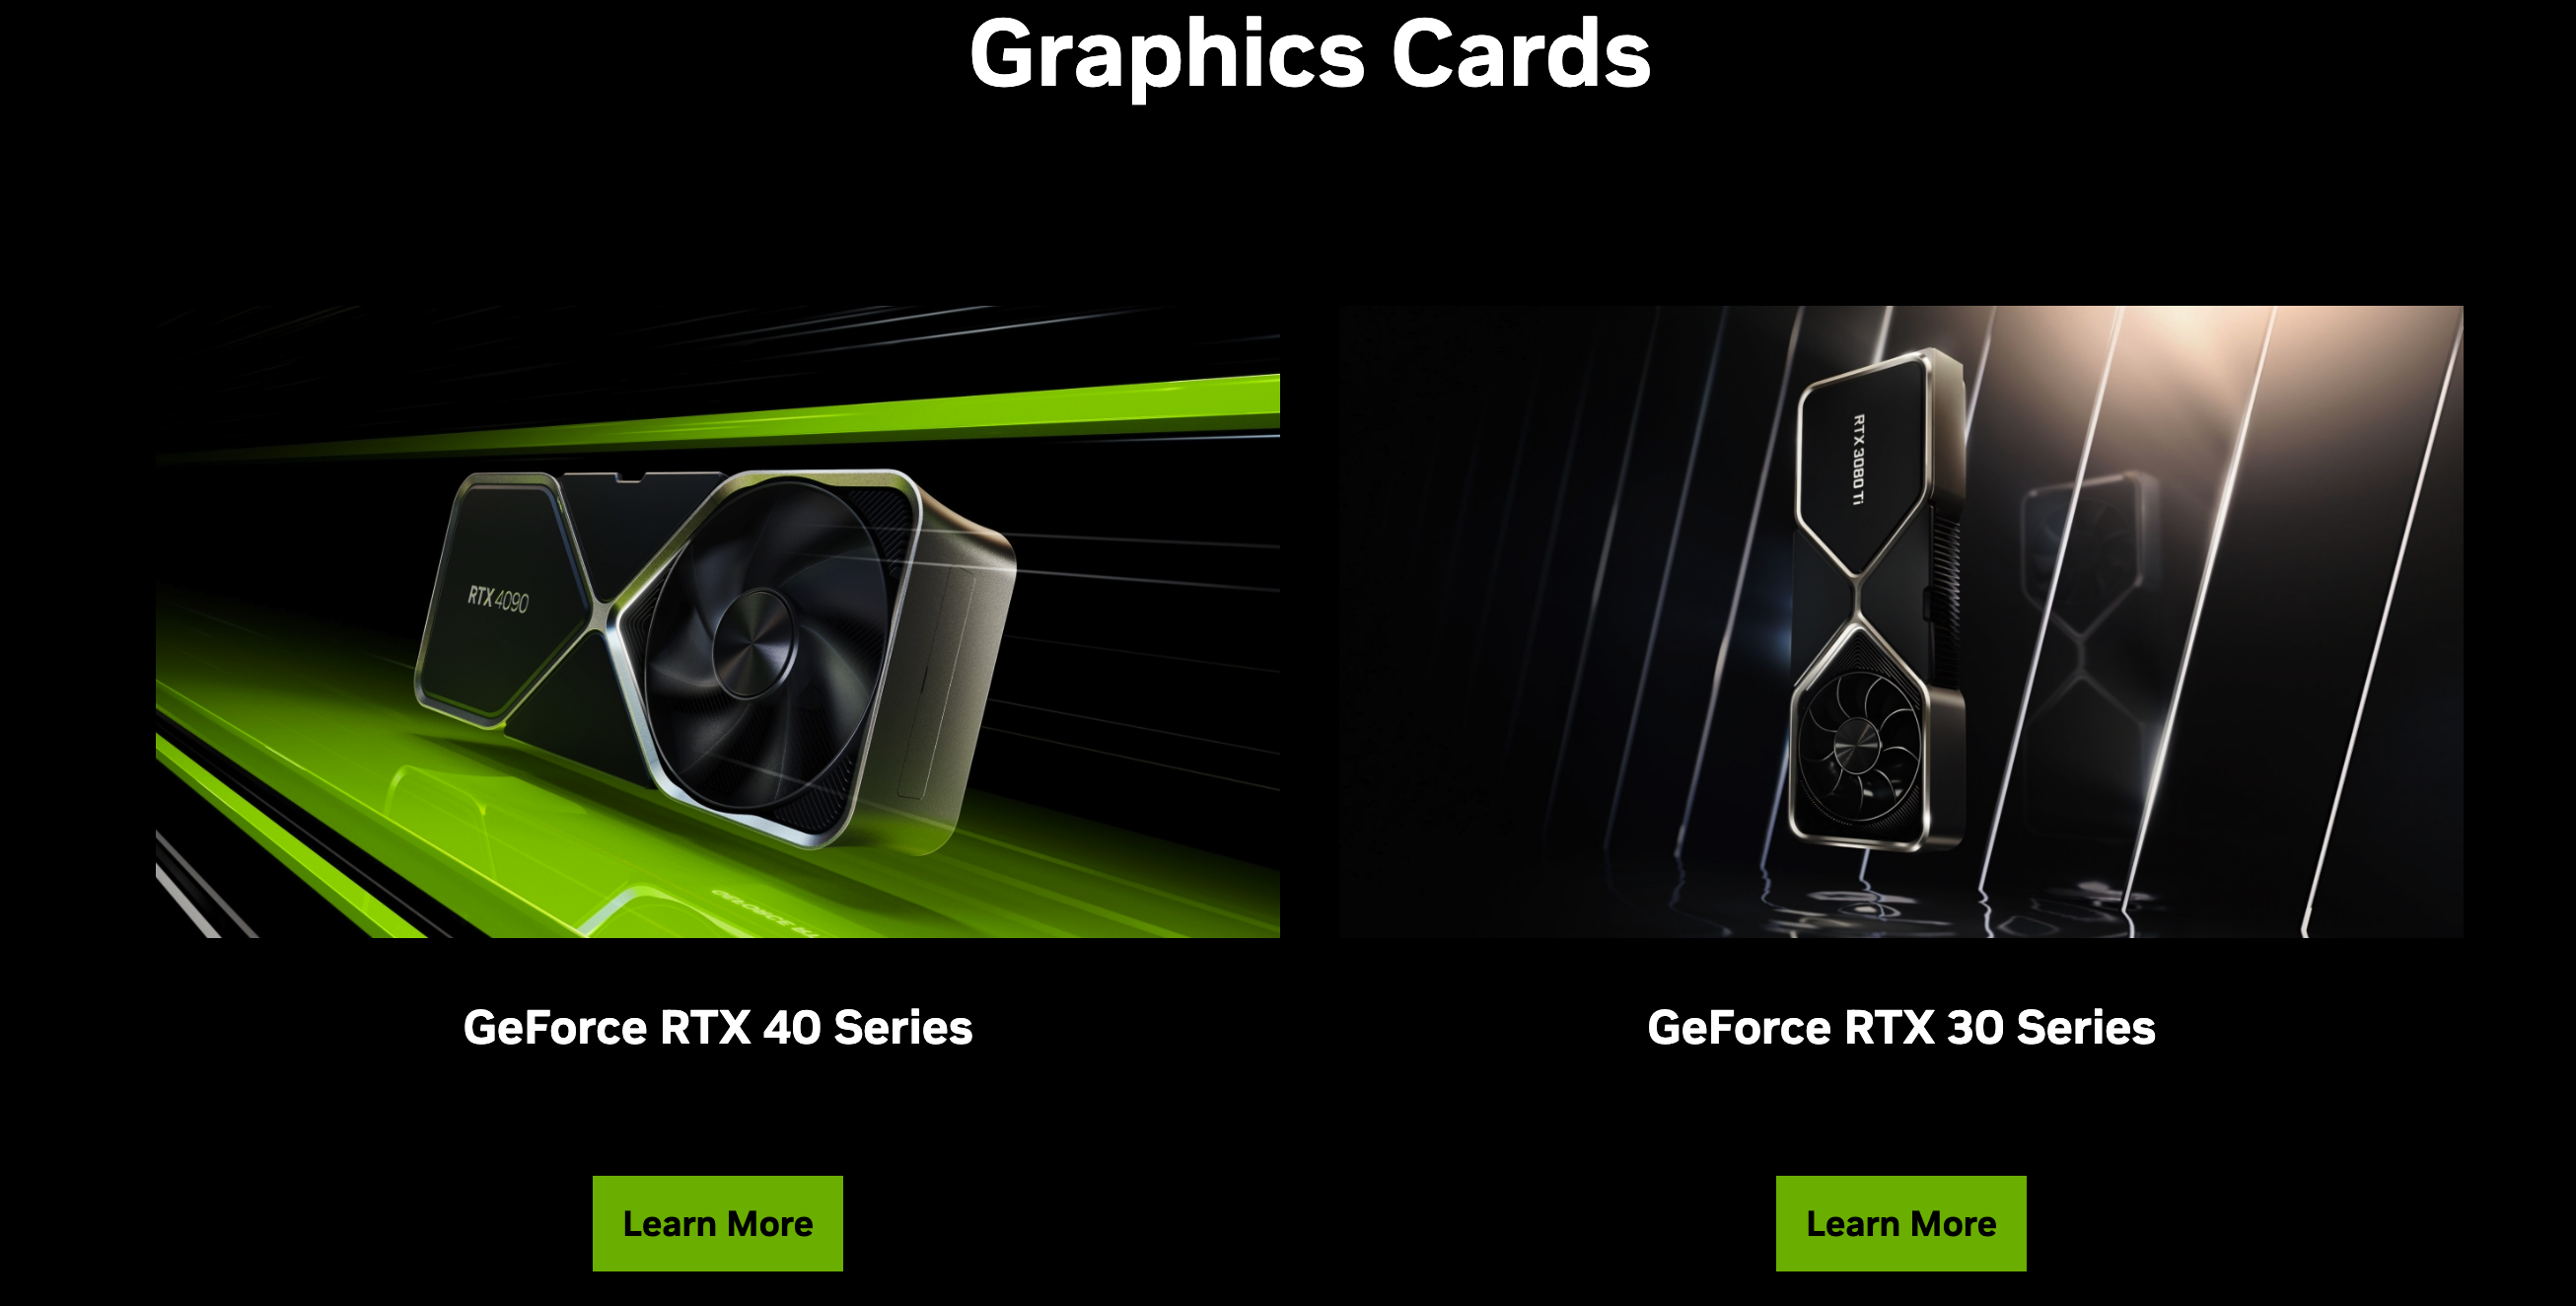 Graphics Cards
RTX 4090
RTX 3080 Ti
GeForce RTX 40 Series
GeForce RTX 30 Series
Learn More
Learn More